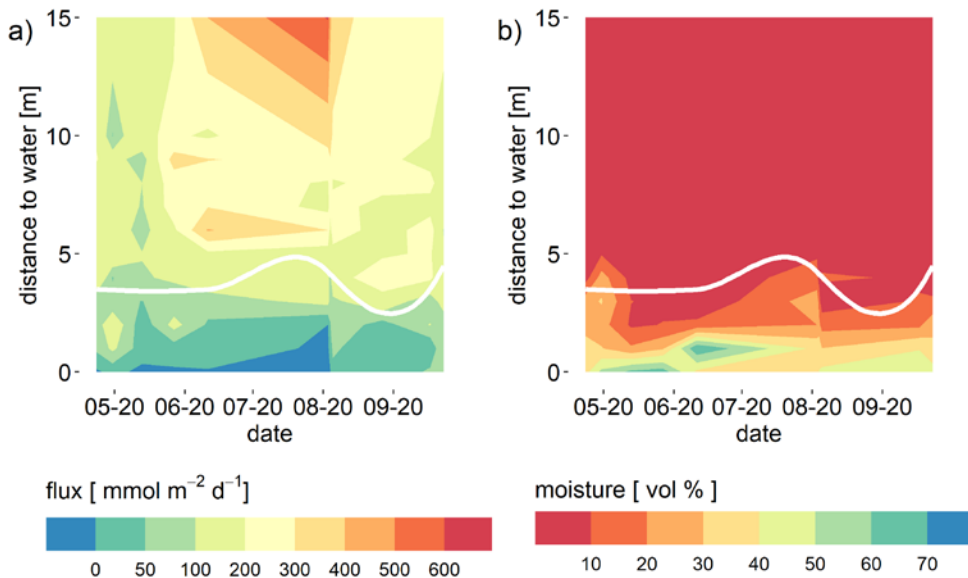 a)
distance to water [m]
15
10
5
0
05-20 06-20 07-20 08-20 09-20
date
flux [ mmol m⁻² d⁻¹]
0 50 100 200 300 400 500 600
b)
distance to water [m]
15
10
5
0
05-20 06-20 07-20 08-20 09-20
date
moisture [ vol % ]
10 20 30 40 50 60 70